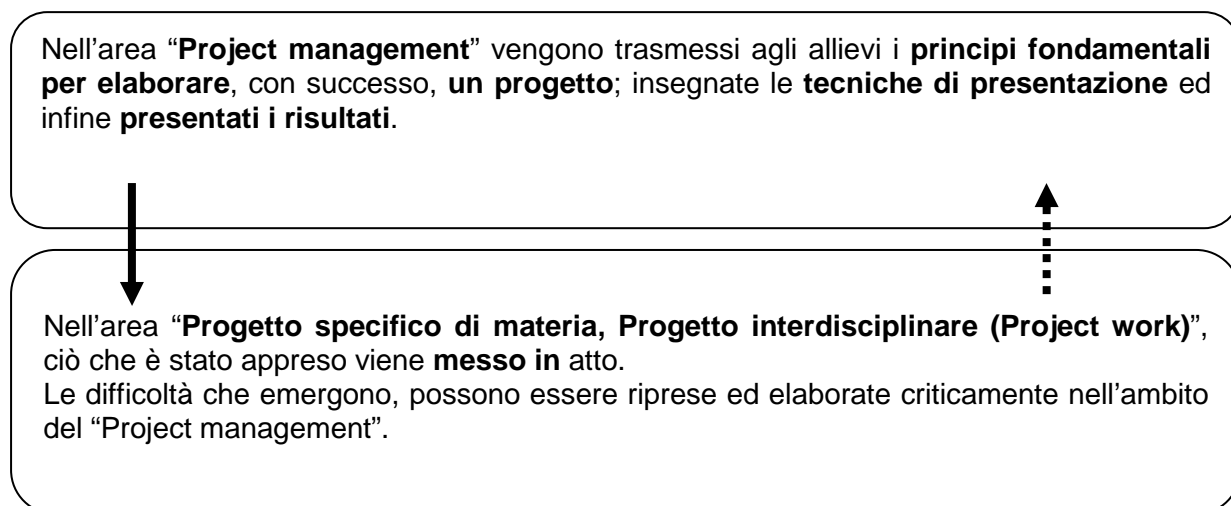 Nell’area “Project management” vengono trasmessi agli allievi i principi fondamentali
per elaborare, con successo, un progetto; insegnate le tecniche di presentazione ed
infine presentati i risultati.
Nell’area “Progetto specifico di materia, Progetto interdisciplinare (Project work)”,
ciò che è stato appreso viene messo in atto.
Le difficoltà che emergono, possono essere riprese ed elaborate criticamente nell’ambito
del “Project management”.